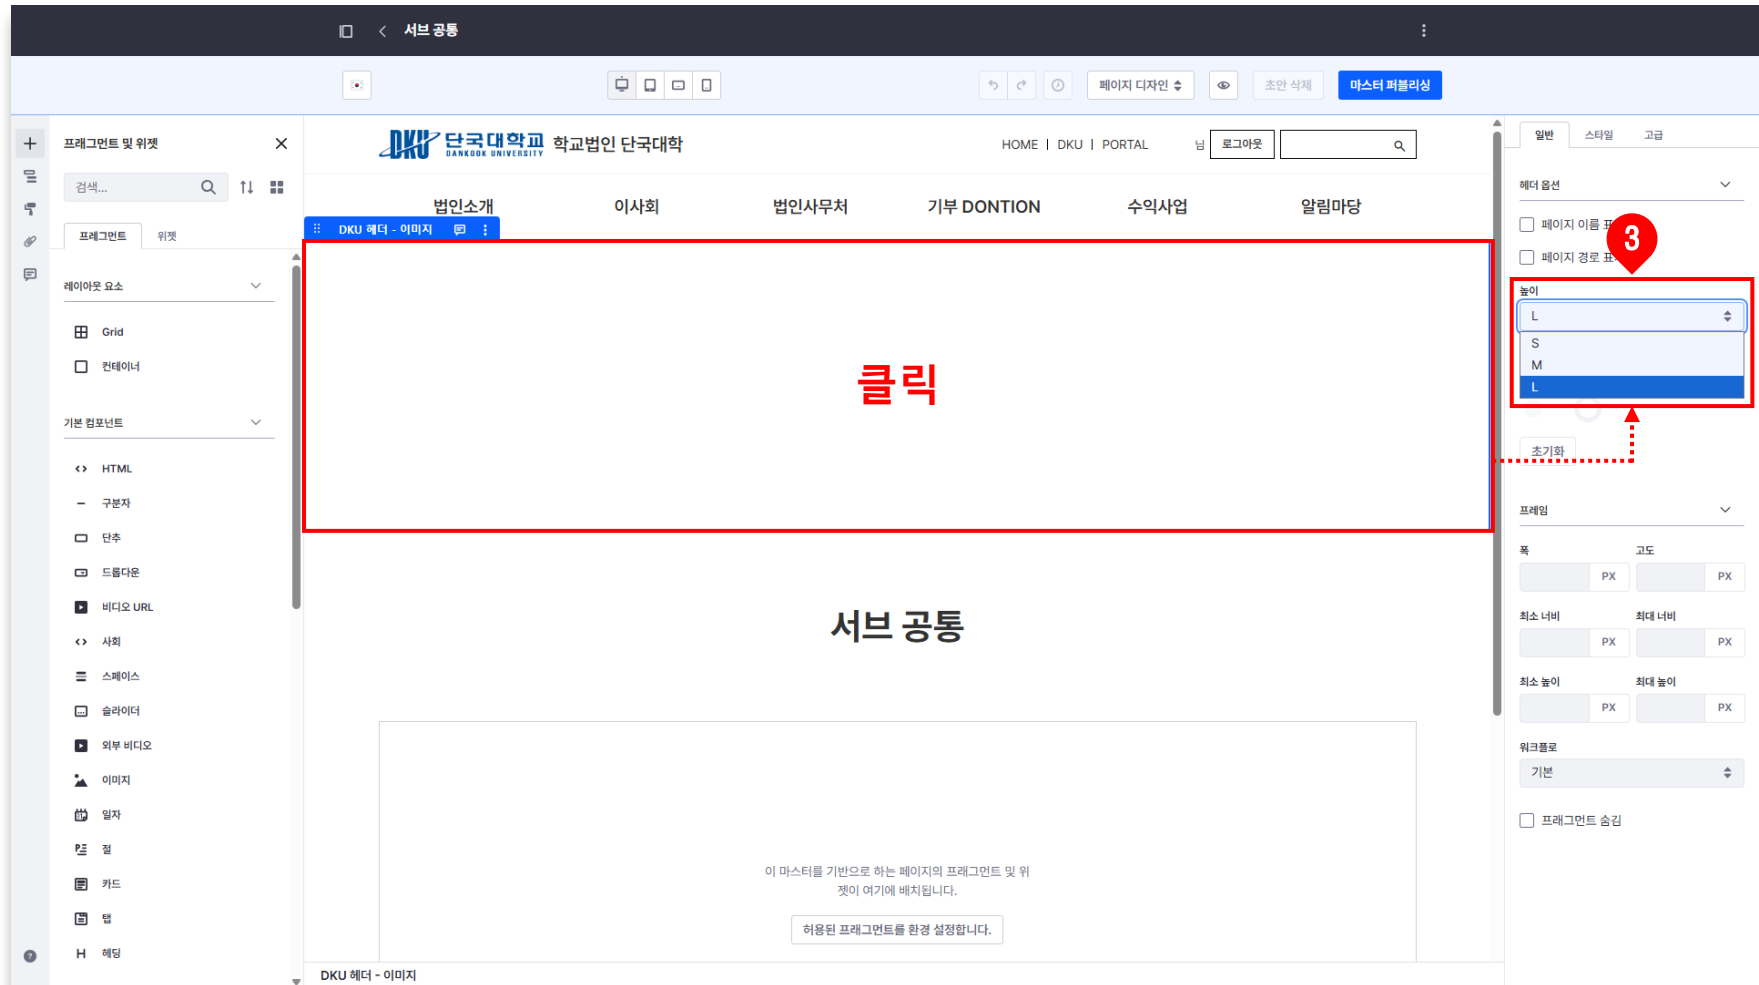 서브 공통
페이지 디자인
초안 삭제
마스터 퍼블리싱
프래그먼트 및 위젯
검색...
프레그먼트
위젯
레이아웃 요소
Grid
컨테이너
기본 컴포넌트
HTML
구분자
단추
드롭다운
비디오 URL
사회
스페이스
슬라이더
외부 비디오
이미지
일자
절
카드
탭
헤딩
DKU 단국대학교 학교법인 단국대학
DANKOOK UNIVERSITY
HOME | DKU | PORTAL
님 로그아웃
법인소개
이사회
법인사무처
기부 DONTION
수익사업
알림마당
DKU 헤더 - 이미지
클릭
서브 공통
이 마스터를 기반으로 하는 페이지의 프래그먼트 및 위
젯이 여기에 배치됩니다.
허용된 프래그먼트를 환경 설정합니다.
DKU 헤더 - 이미지
일반
스타일
고급
헤더 옵션
페이지 이름
3
페이지 경로
높이
L
S
M
L
초기화
프레임
폭
고도
PX
PX
최소 너비
최대 너비
PX
PX
최소 높이
최대 높이
PX
PX
워크플로
기본
프래그먼트 숨김